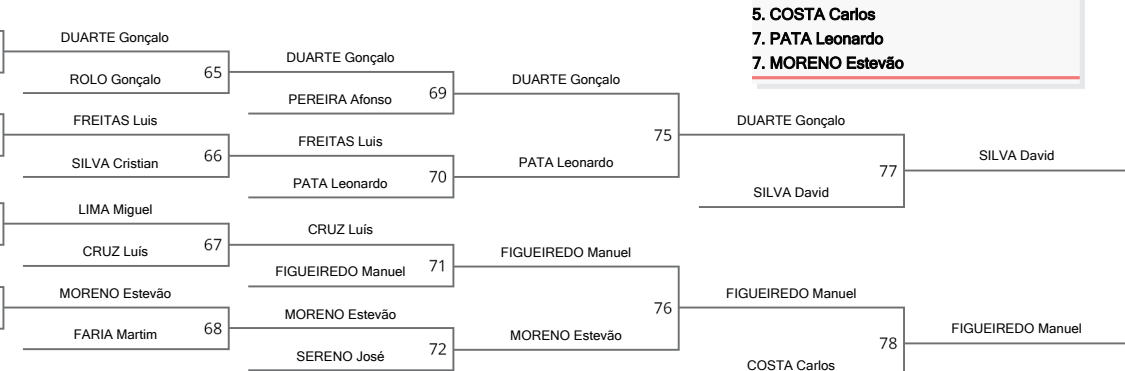 5. COSTA Carlos
7. PATA Leonardo
7. MORENO Estevão
DUARTE Gonçalo
ROLO Gonçalo
65
FREITAS Luis
SILVA Cristian
66
LIMA Miguel
CRUZ Luís
67
MORENO Estevão
FARIA Martim
68
DUARTE Gonçalo
PEREIRA Afonso
69
FREITAS Luis
PATA Leonardo
70
CRUZ Luís
FIGUEIREDO Manuel
71
MORENO Estevão
SERENO José
72
DUARTE Gonçalo
PATA Leonardo
75
FIGUEIREDO Manuel
MORENO Estevão
76
DUARTE Gonçalo
SILVA David
77
FIGUEIREDO Manuel
COSTA Carlos
78
SILVA David
FIGUEIREDO Manuel